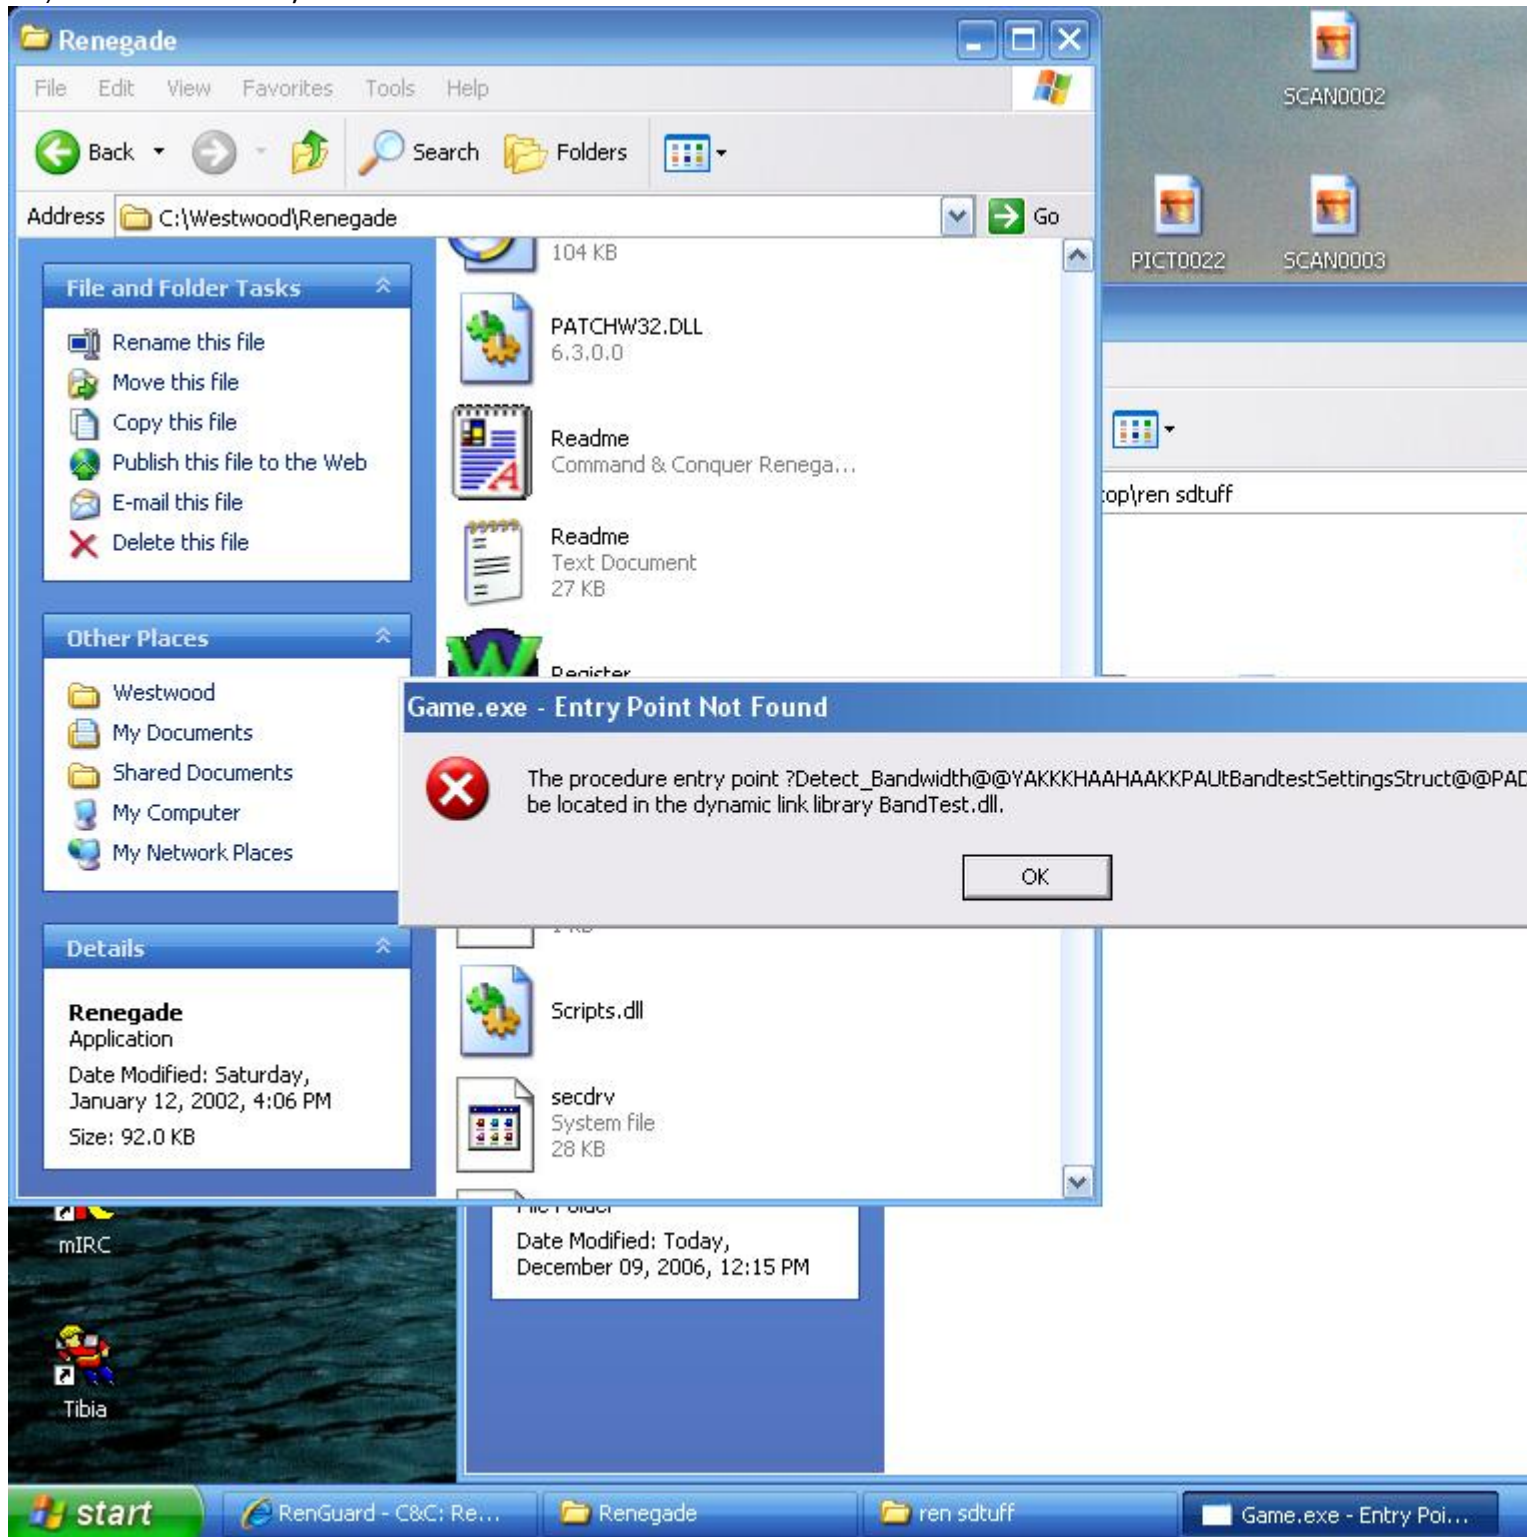 Renegade
File Edit View Favorites Tools Help
Back Search Folders
Address C:\Westwood\Renegade Go
File and Folder Tasks
Rename this file
Move this file
Copy this file
Publish this file to the Web
E-mail this file
Delete this file
Other Places
Westwood
My Documents
Shared Documents
My Computer
My Network Places
Details
Renegade
Application
Date Modified: Saturday,
January 12, 2002, 4:06 PM
Size: 92.0 KB
104 KB
PATCHW32.DLL
6.3.0.0
Readme
Command & Conquer Renega...
Readme
Text Document
27 KB
Register
Game.exe - Entry Point Not Found
The procedure entry point ?Detect_Bandwidth@@YAKKKHAAHAAKKPAUtBandtestSettingsStruct@@PAD
be located in the dynamic link library BandTest.dll.
OK
1 KB
Scripts.dll
secdrv
System file
28 KB
SCAN0002
PICT0022
SCAN0003
top\ren sdtuff
File Folder
Date Modified: Today,
December 09, 2006, 12:15 PM
mIRC
Tibia
start
RenGuard - C&C: Re...
Renegade
ren sdtuff
Game.exe - Entry Poi...